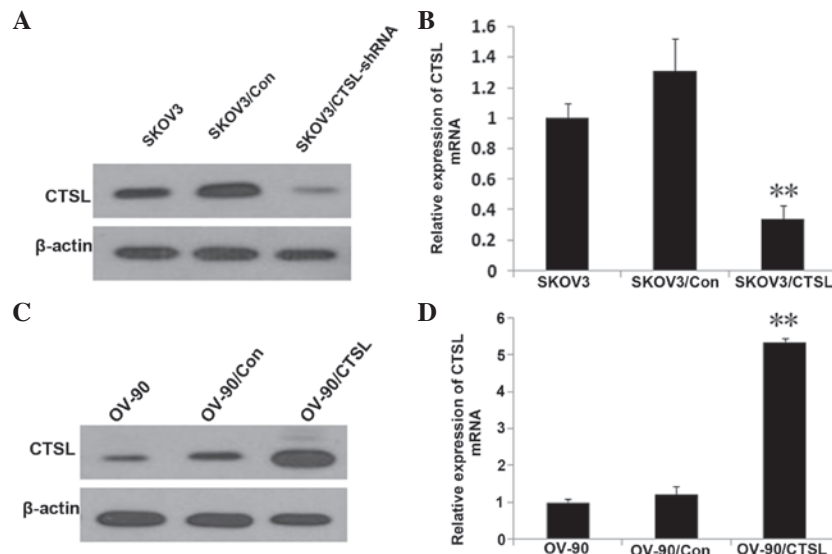 A
SKOV3
SKOV3/Con
SKOV3/CTSL-shRNA
CTSL
β-actin
B
Relative expression of CTSL
mRNA
1.6
1.4
1.2
1
0.8
0.6
0.4
0.2
0
**
SKOV3
SKOV3/Con
SKOV3/CTSL
C
OV-90
OV-90/Con
OV-90/CTSL
CTSL
β-actin
D
Relative expression of CTSL
mRNA
6
5
4
3
2
1
0
**
OV-90
OV-90/Con
OV-90/CTSL